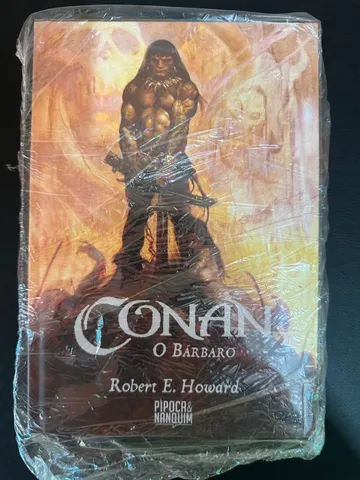 CONAN
O BÁRBARO
Robert E. Howard
PIPOCA&
NANQUIM